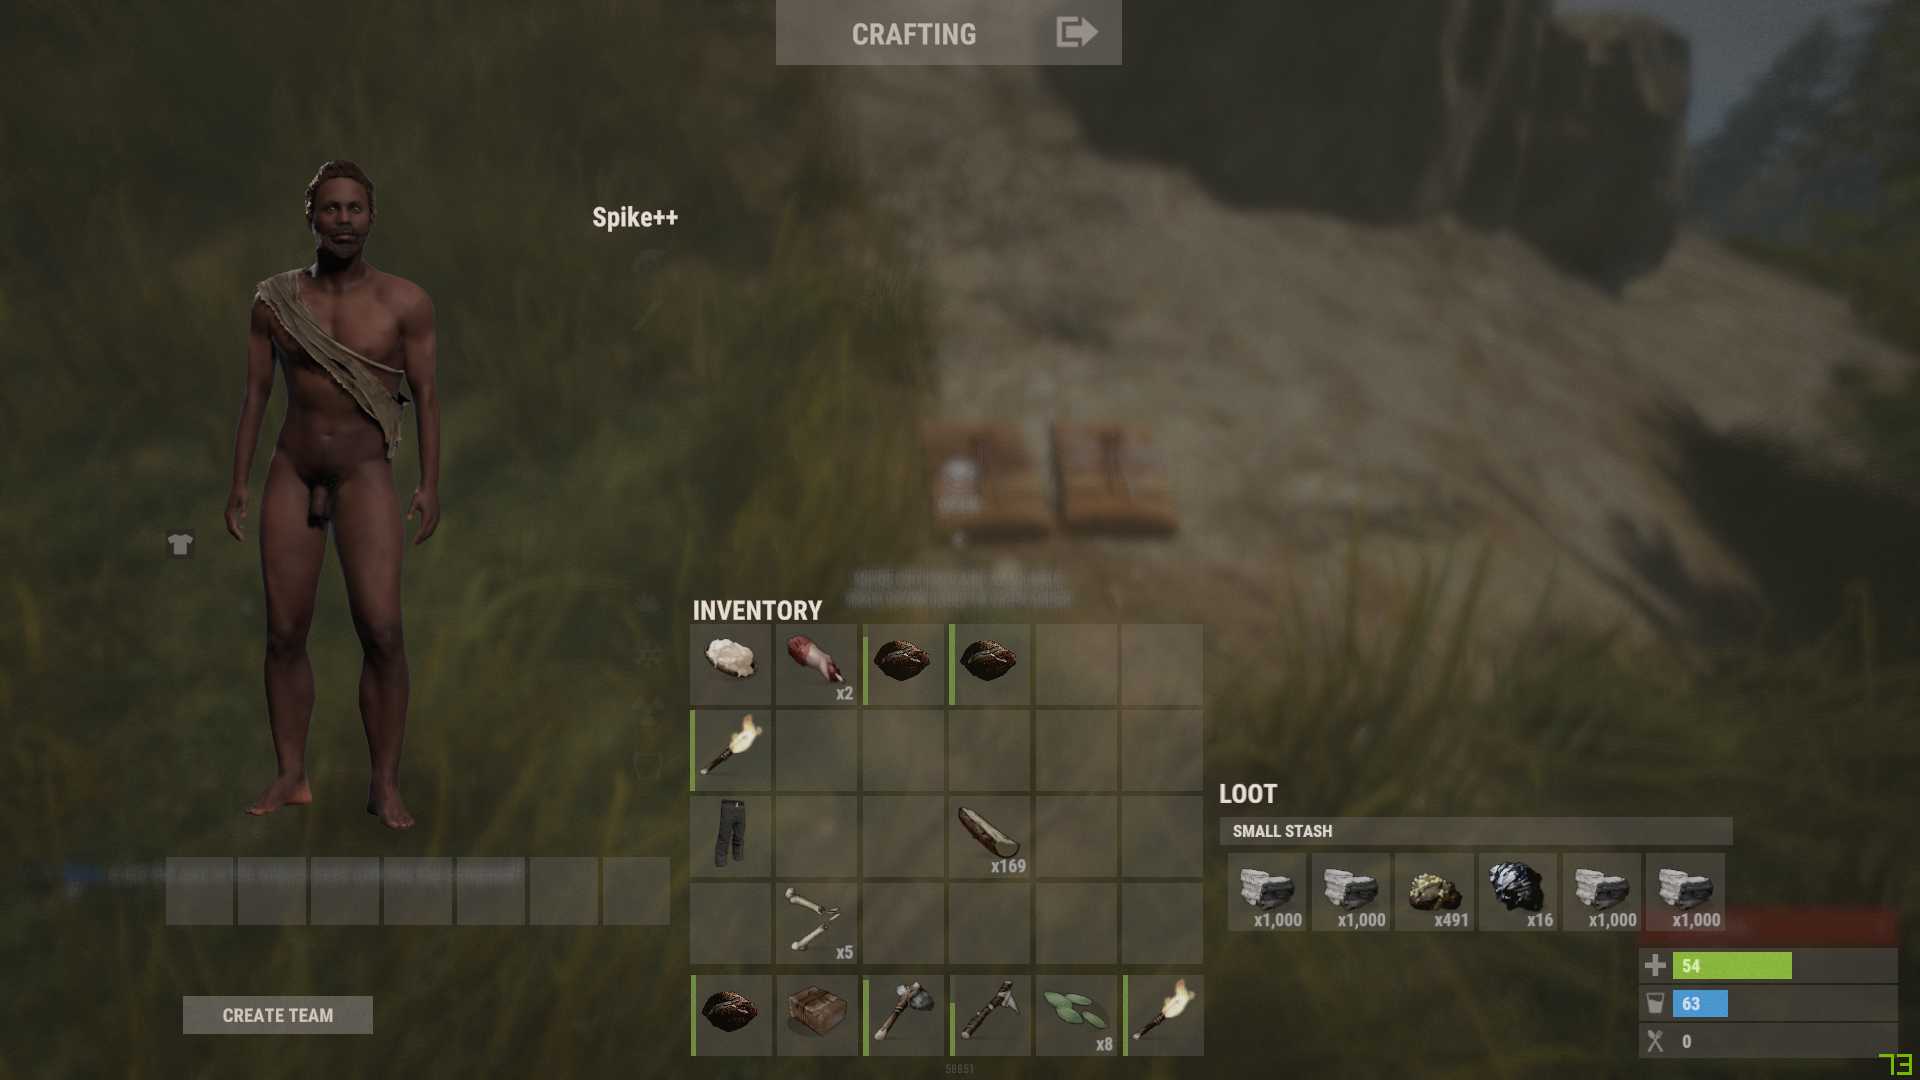 CRAFTING
Spike++
INVENTORY
x2
x169
x5
x8
LOOT
SMALL STASH
x1,000
x1,000
x491
x16
x1,000
x1,000
54
63
0
CREATE TEAM
58851
73